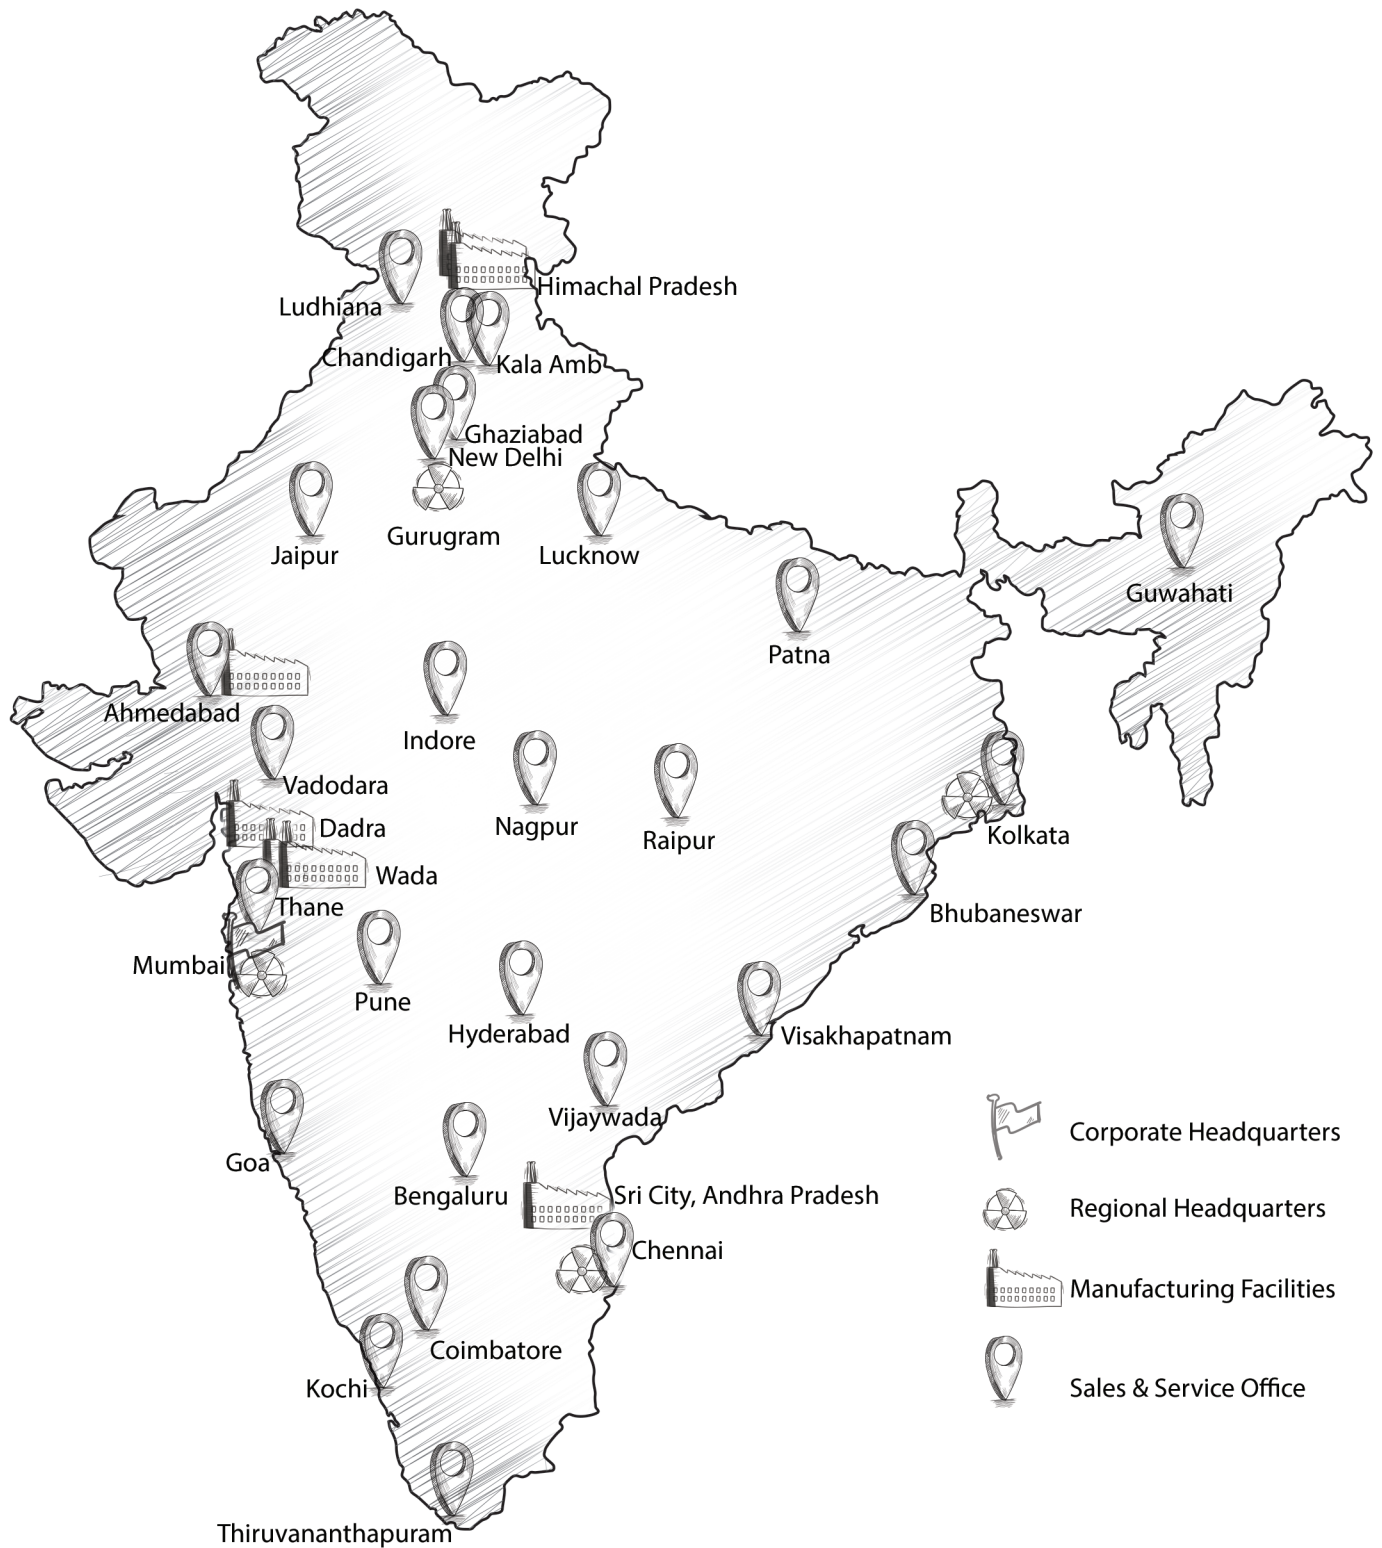 Himachal Pradesh
Ludhiana
Chandigarh
Kala Amb
Ghaziabad
New Delhi
Gurugram
Jaipur
Lucknow
Guwahati
Patna
Ahmedabad
Indore
Vadodara
Nagpur
Raipur
Dadra
Kolkata
Wada
Thane
Bhubaneswar
Mumbai
Pune
Hyderabad
Visakhapatnam
Vijaywada
Goa
Bengaluru
Sri City, Andhra Pradesh
Chennai
Coimbatore
Kochi
Thiruvananthapuram
Corporate Headquarters
Regional Headquarters
Manufacturing Facilities
Sales & Service Office